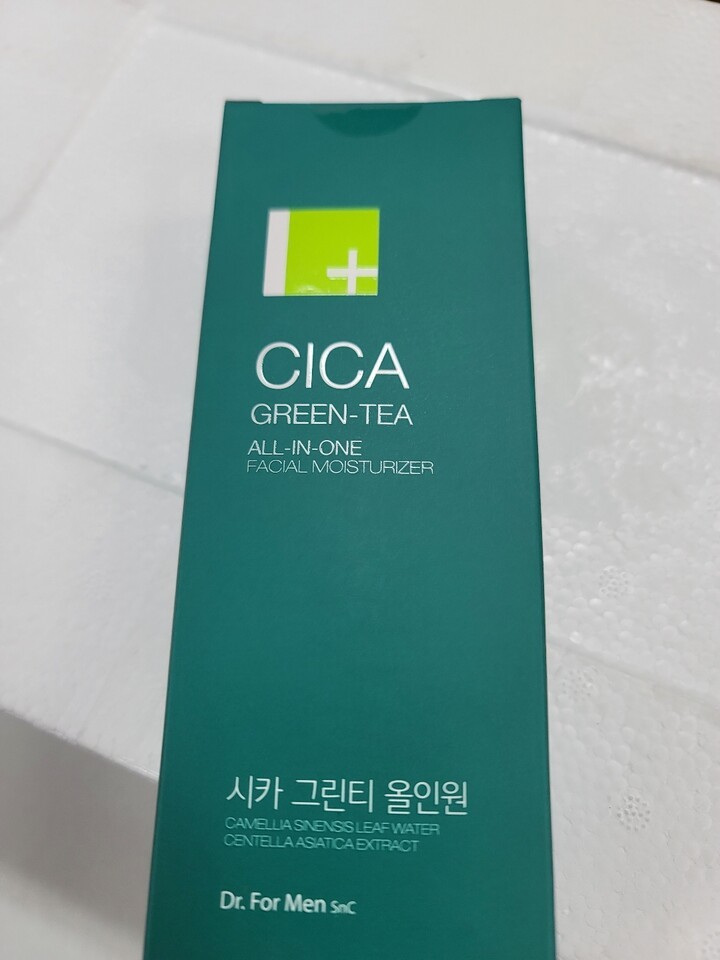 CICA
GREEN-TEA
ALL-IN-ONE
FACIAL MOISTURIZER
시카 그린티 올인원
CAMELLIA SINENSIS LEAF WATER
CENTELLA ASIATICA EXTRACT
Dr. For Men SnC